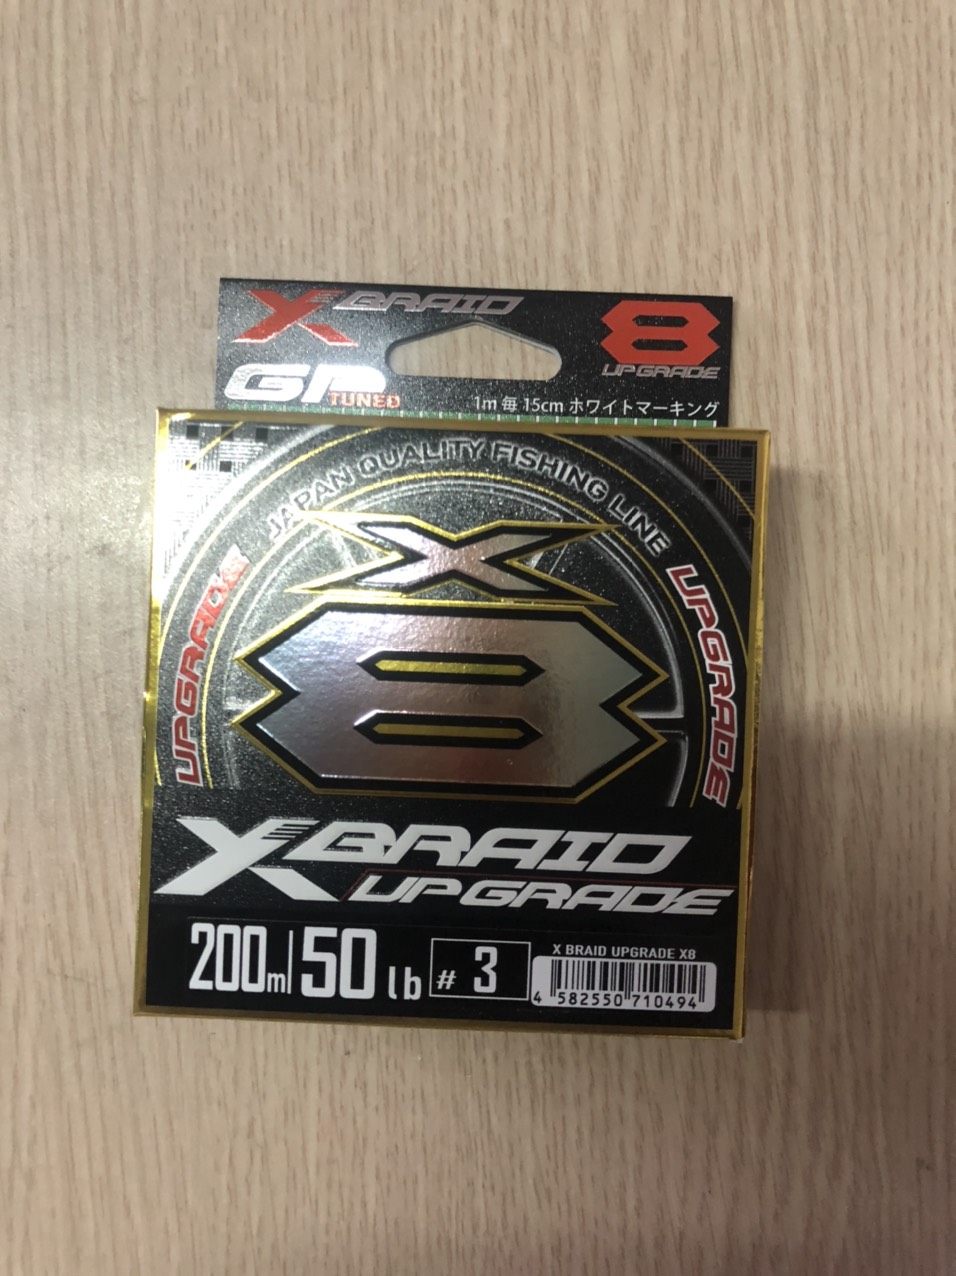 X BRAID
8
UPGRADE
GP TUNED
1m 毎 15cm ホワイトマーキング
JAPAN QUALITY FISHING LINE
UPGRADE
UPGRADE
X
8
X BRAID
UPGRADE
200m 50 lb # 3
X BRAID UPGRADE X8
4 582550 710494